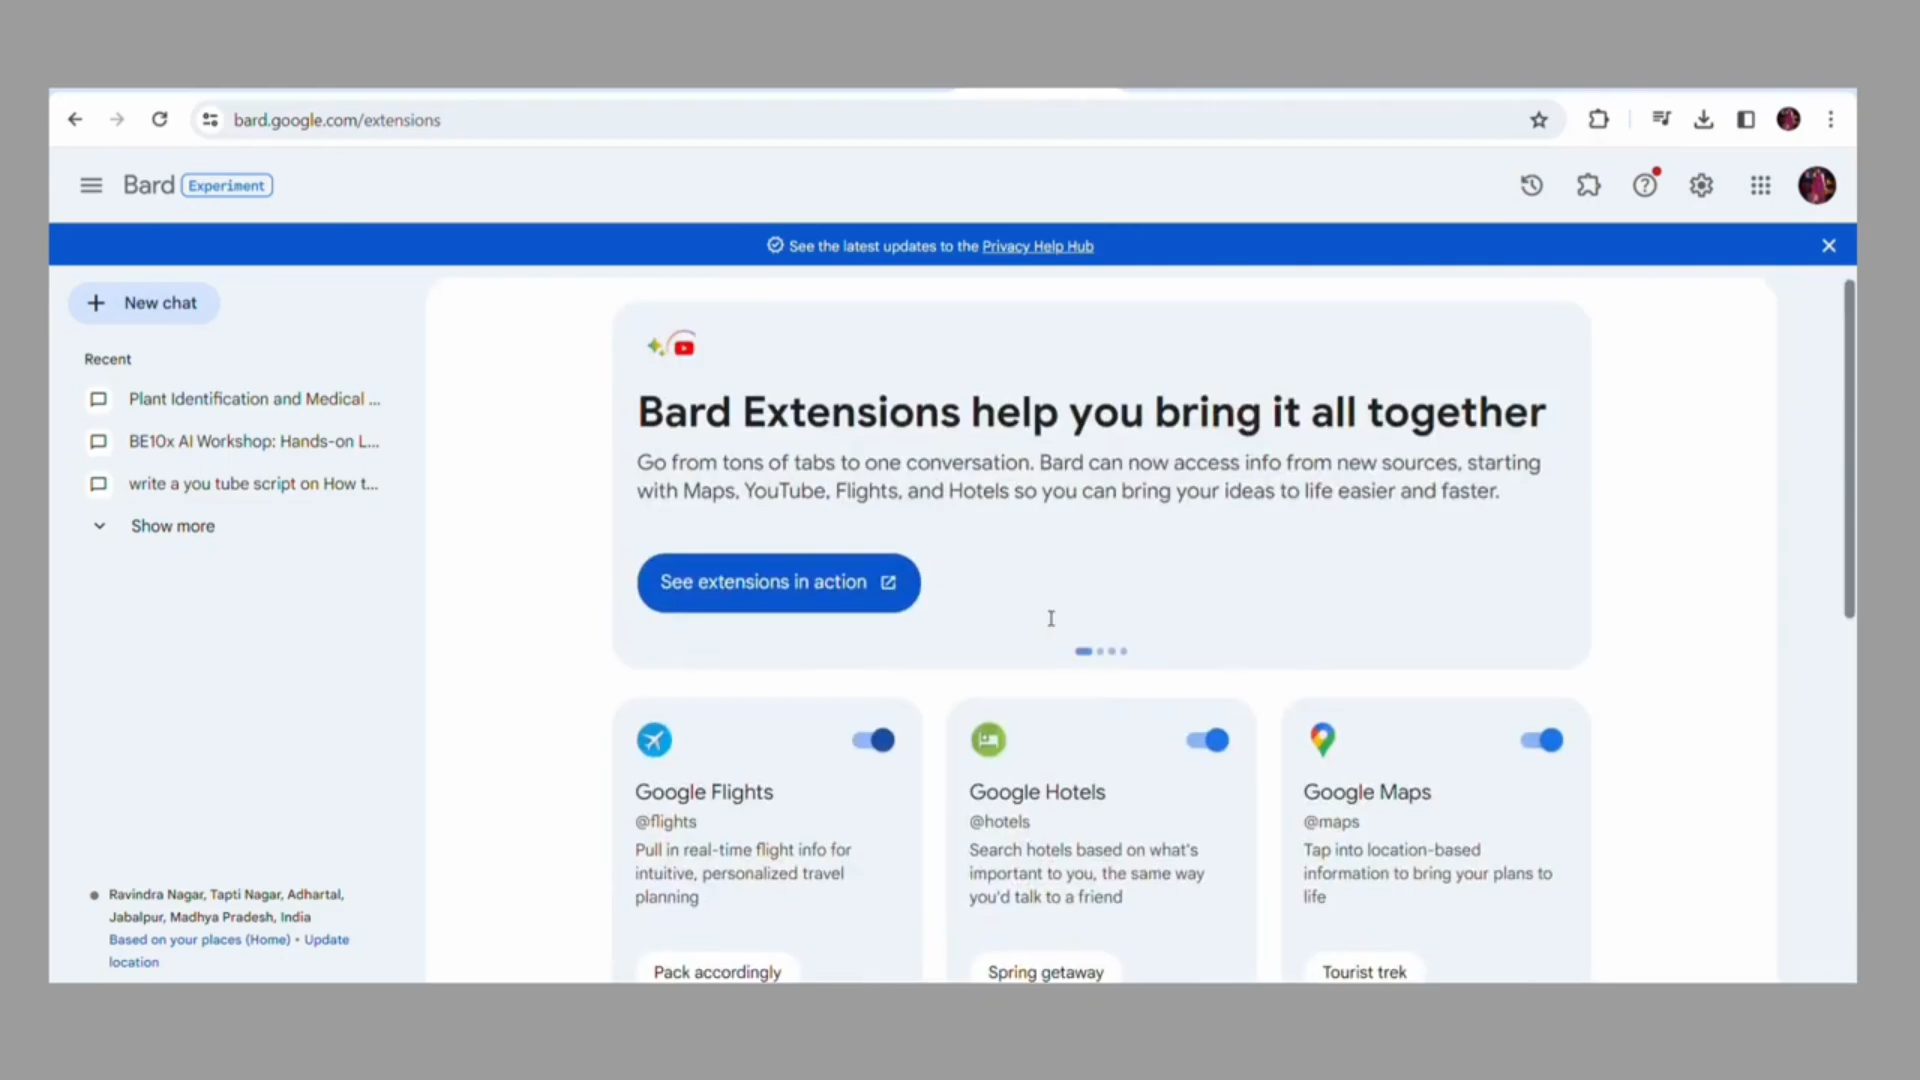 bard.google.com/extensions
Bard Experiment
See the latest updates to the Privacy Help Hub
New chat
Recent
Plant Identification and Medical ...
BE10x AI Workshop: Hands-on L...
write a you tube script on How t...
Show more
Ravindra Nagar, Tapti Nagar, Adhartal,
Jabalpur, Madhya Pradesh, India
Based on your places (Home) • Update
location
Bard Extensions help you bring it all together
Go from tons of tabs to one conversation. Bard can now access info from new sources, starting
with Maps, YouTube, Flights, and Hotels so you can bring your ideas to life easier and faster.
See extensions in action
Google Flights
@flights
Pull in real-time flight info for
intuitive, personalized travel
planning
Pack accordingly
Google Hotels
@hotels
Search hotels based on what's
important to you, the same way
you'd talk to a friend
Spring getaway
Google Maps
@maps
Tap into location-based
information to bring your plans to
life
Tourist trek